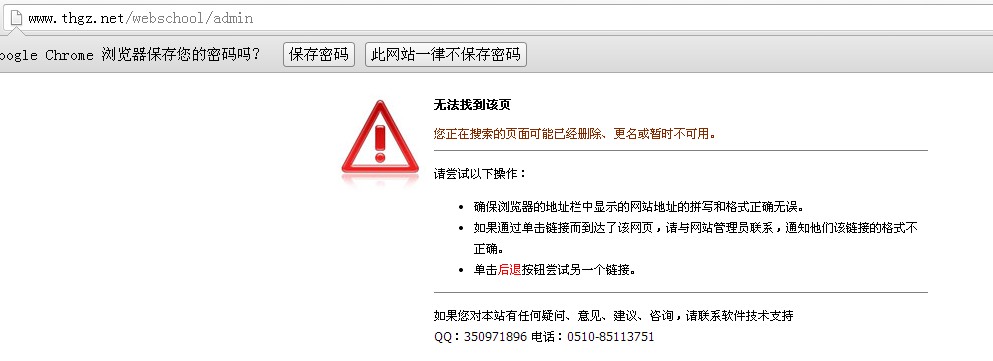 www.thgz.net/webschool/admin
oogle Chrome 浏览器保存您的密码吗? 保存密码 此网站一律不保存密码
无法找到该页
您正在搜索的页面可能已经删除、更名或暂时不可用。
请尝试以下操作：
确保浏览器的地址栏中显示的网站地址的拼写和格式正确无误。
如果通过单击链接而到达了该网页，请与网站管理员联系，通知他们该链接的格式不
正确。
单击后退按钮尝试另一个链接。
如果您对本站有任何疑问、意见、建议、咨询，请联系软件技术支持
QQ：350971896 电话：0510-85113751